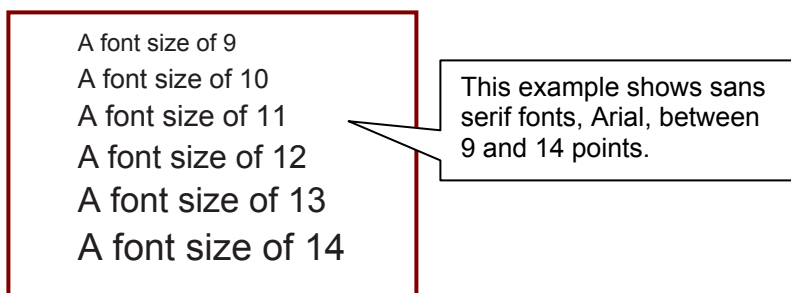 A font size of 9
A font size of 10
A font size of 11
A font size of 12
A font size of 13
A font size of 14
This example shows sans
serif fonts, Arial, between
9 and 14 points.